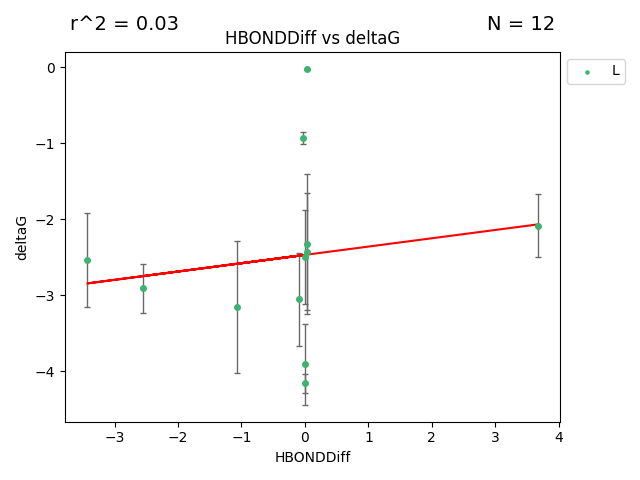 r^2 = 0.03
N = 12
HBONDDiff vs deltaG
L
0
−1
−2
−3
−4
deltaG
−3
−2
−1
0
1
2
3
4
HBONDDiff